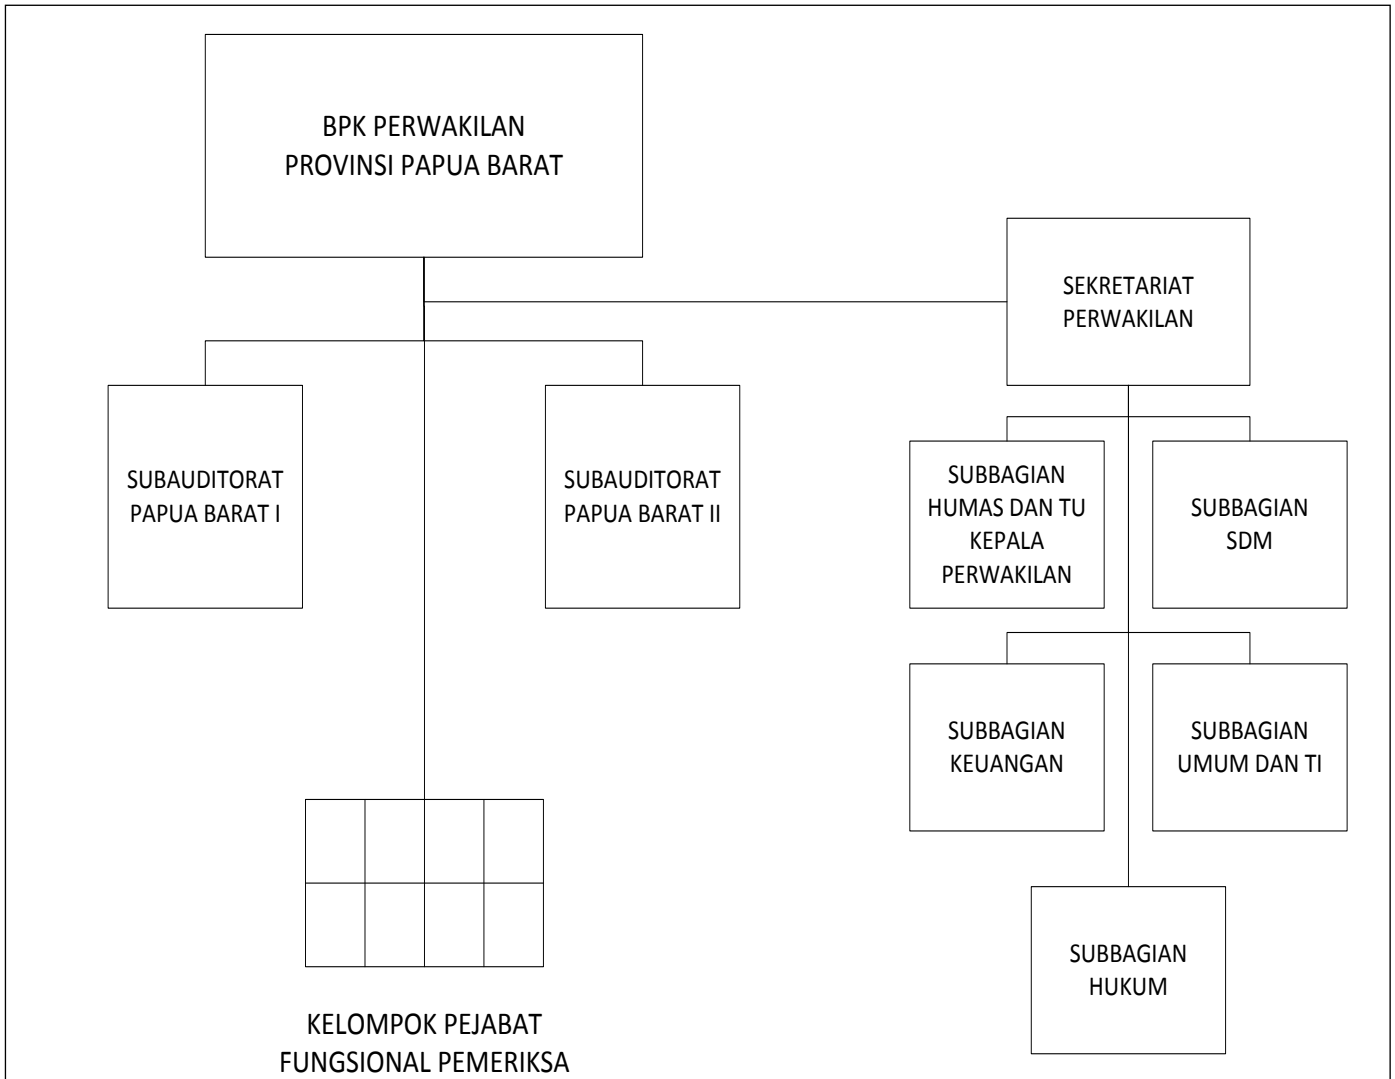 BPK PERWAKILAN
PROVINSI PAPUA BARAT
SEKRETARIAT
PERWAKILAN
SUBAUDITORAT
PAPUA BARAT I
SUBAUDITORAT
PAPUA BARAT II
SUBBAGIAN
HUMAS DAN TU
KEPALA
PERWAKILAN
SUBBAGIAN
SDM
SUBBAGIAN
KEUANGAN
SUBBAGIAN
UMUM DAN TI
SUBBAGIAN
HUKUM
KELOMPOK PEJABAT
FUNGSIONAL PEMERIKSA